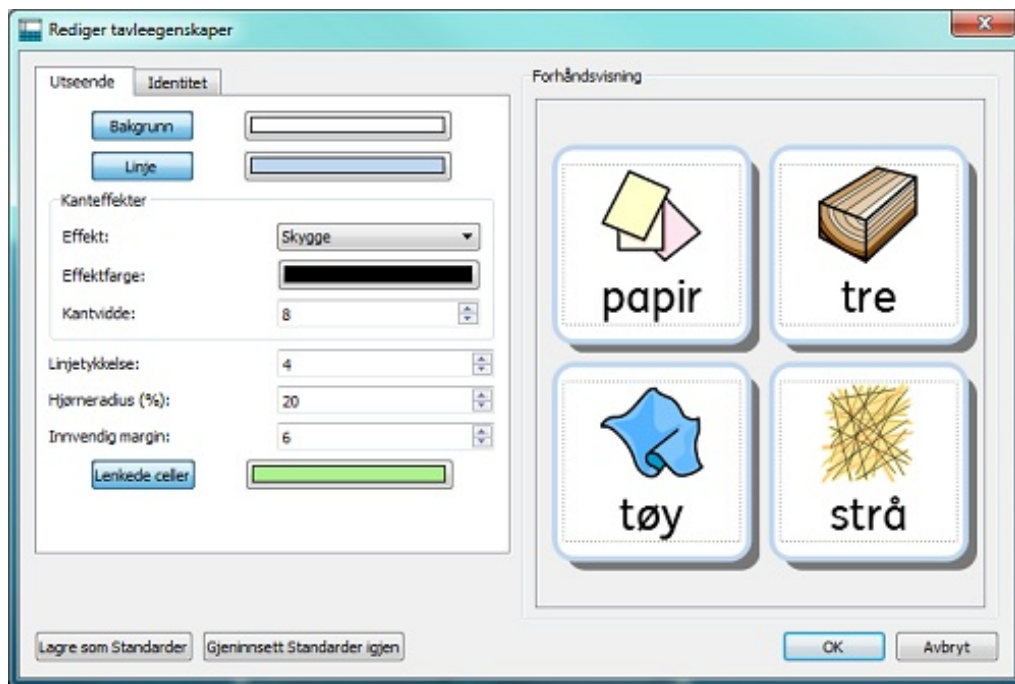 Rediger tavleegenskaper
Utseende Identitet
Bakgrunn
Linje
Kanteffekter
Effekt: Skygge
Effektfarge:
Kantvidde: 8
Linjetykkelse: 4
Hjørneradius (%): 20
Innvendig margin: 6
Lenkede celler
Forhåndsvisning
papir tre
tøy strå
Lagre som Standarder Gjeninnsett Standarder igjen OK Avbryt